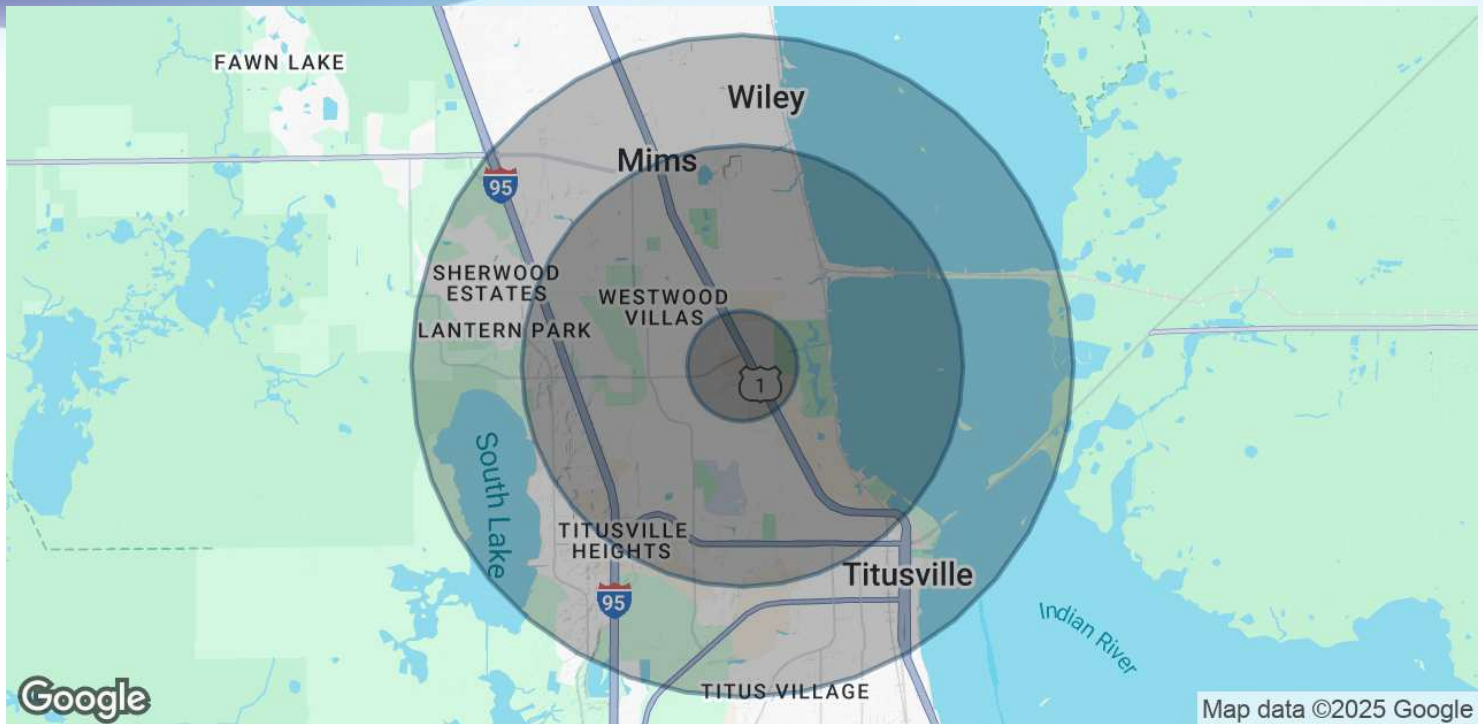 FAWN LAKE
Wiley
Mims
95
SHERWOOD
ESTATES
WESTWOOD
VILLAS
LANTERN PARK
1
South Lake
TITUSVILLE
HEIGHTS
Titusville
95
Indian River
TITUS VILLAGE
Google
Map data ©2025 Google